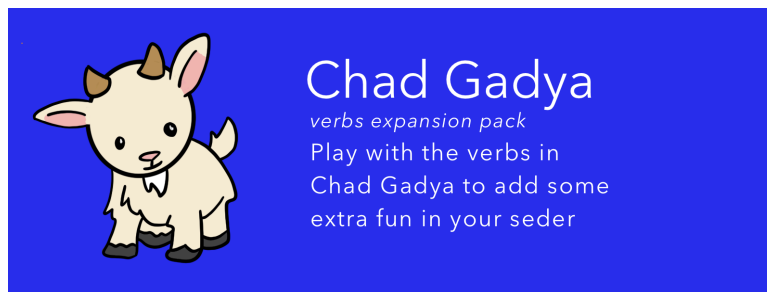 Chad Gadya
verbs expansion pack
Play with the verbs in
Chad Gadya to add some
extra fun in your seder